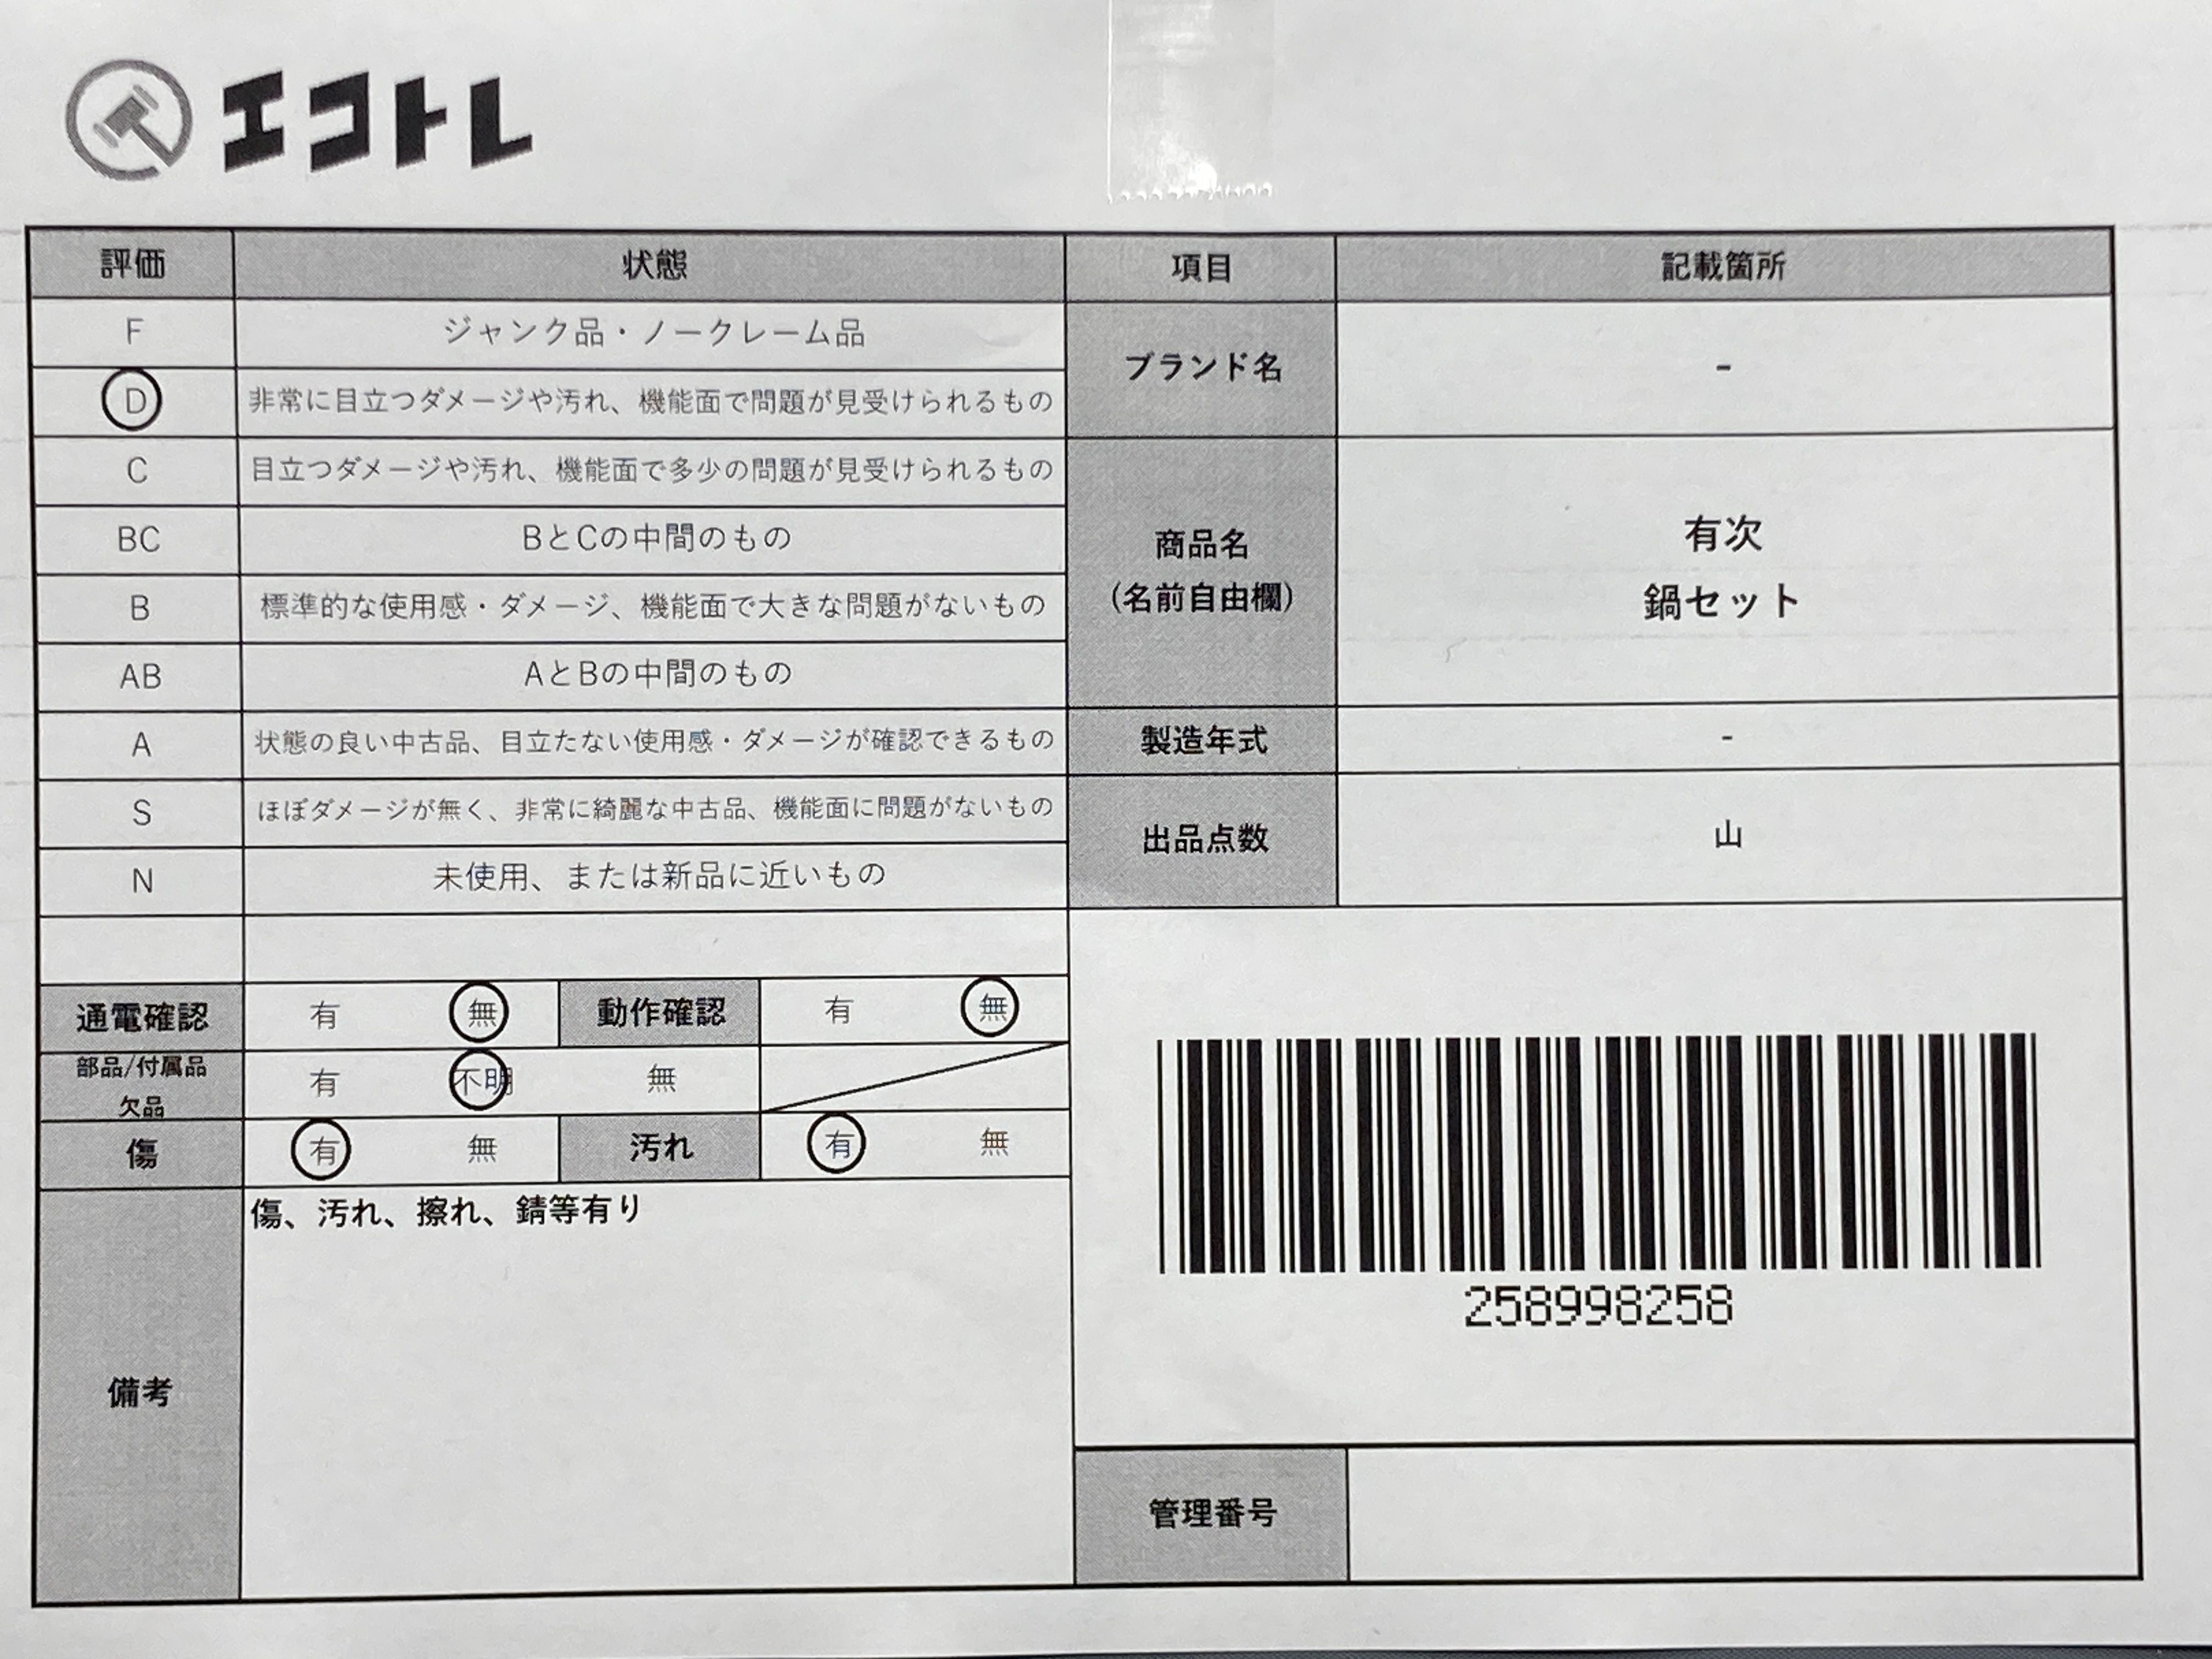 エコトレ
評価 状態 項目 記載箇所
F ジャンク品・ノークレーム品
D 非常に目立つダメージや汚れ、機能面で問題が見受けられるもの
ブランド名 -
C 目立つダメージや汚れ、機能面で多少の問題が見受けられるもの
BC BとCの中間のもの
商品名
(名前自由欄)
有次
鍋セット
B 標準的な使用感・ダメージ、機能面で大きな問題がないもの
AB AとBの中間のもの
A 状態の良い中古品、目立たない使用感・ダメージが確認できるもの
製造年式 -
S ほぼダメージが無く、非常に綺麗な中古品、機能面に問題がないもの
出品点数 山
N 未使用、または新品に近いもの
通電確認 有 無 動作確認 有 無
部品/付属品
欠品
有 不明 無
傷 有 無 汚れ 有 無
備考
傷、汚れ、擦れ、錆等有り
258998258
管理番号